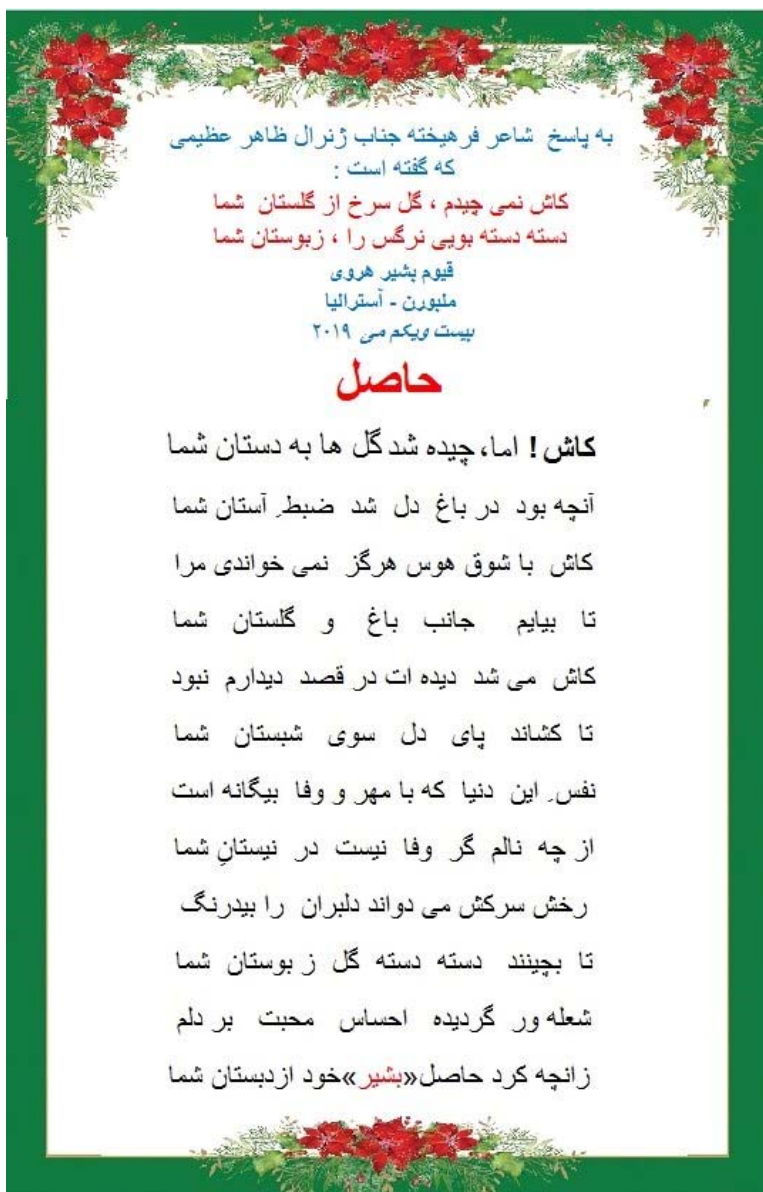 به پاسخ شاعر فرهیخته جناب ژنرال ظاهر عظیمی
که گفته است :
کاش نمی چیدم ، گل سرخ از گلستان شما
دسته دسته بویی نرگس را ، زبوستان شما
قیوم بشیر هروی
ملبورن - آسترالیا
بیست ویکم می ۲۰۱۹
حاصل
کاش ! اما، چیده شد گل ها به دستان شما
آنچه بود در باغ دل شد ضبطِ آستان شما
کاش با شوق هوس هرگز نمی خواندی مرا
تا بیایم جانب باغ و گلستان شما
کاش می شد دیده ات در قصد دیدارم نبود
تا کشاند پای دل سوی شبستان شما
نفسِ این دنیا که با مهر و وفا بیگانه است
از چه نالم گر وفا نیست در نیستانِ شما
رخش سرکش می دواند دلبران را بیدرنگ
تا بچینند دسته دسته گل ز بوستان شما
شعله ور گردیده احساس محبت بر دلم
زانچه کرد حاصل«بشیر»خود ازدبستان شما